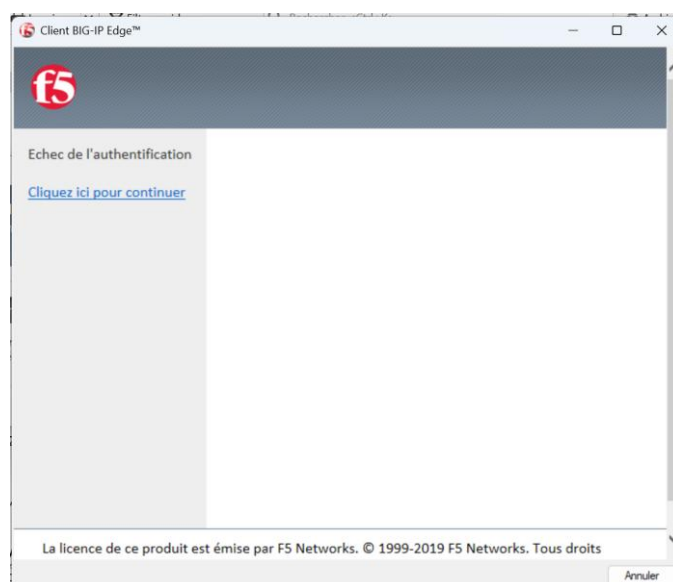 Client BIG-IP Edge™
f5
Echec de l'authentification
Cliquez ici pour continuer
La licence de ce produit est émise par F5 Networks. © 1999-2019 F5 Networks. Tous droits
Annuler